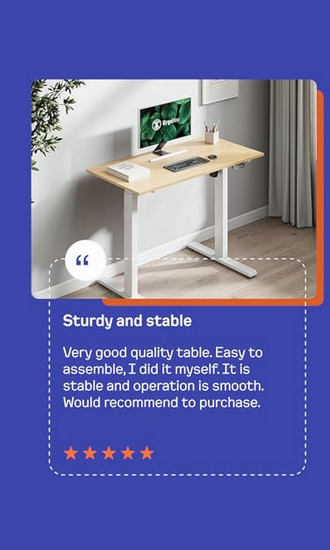 Sturdy and stable
Very good quality table. Easy to
assemble, I did it myself. It is
stable and operation is smooth.
Would recommend to purchase.